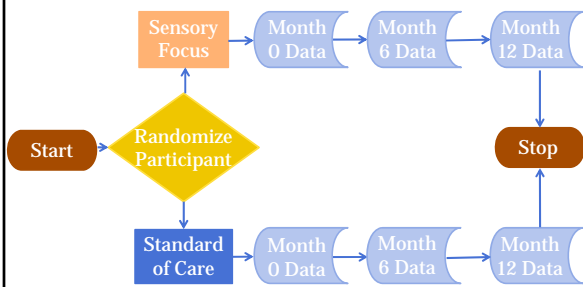 Sensory
Focus
Month
0 Data
Month
6 Data
Month
12 Data
Start
Randomize
Participant
Stop
Standard
of Care
Month
0 Data
Month
6 Data
Month
12 Data